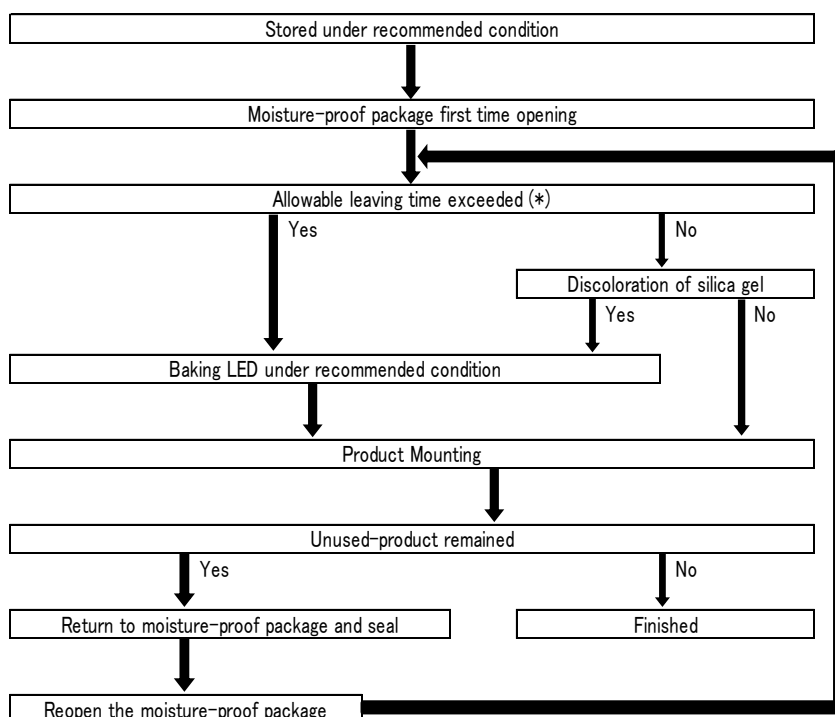 Stored under recommended condition
Moisture-proof package first time opening
Allowable leaving time exceeded (*)
Yes
No
Discoloration of silica gel
Yes
No
Baking LED under recommended condition
Product Mounting
Unused-product remained
Yes
No
Return to moisture-proof package and seal
Finished
Reopen the moisture-proof package